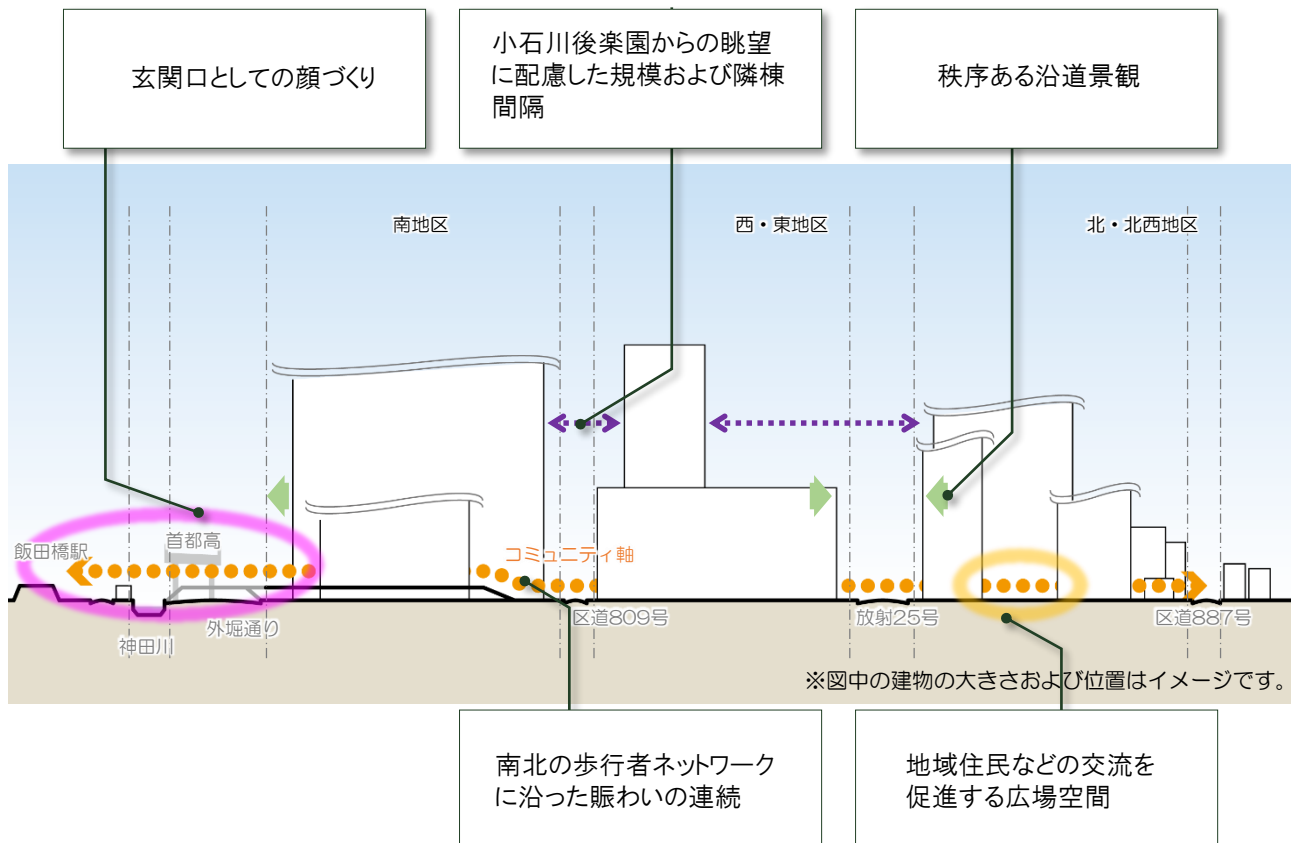 玄関口としての顔づくり
小石川後楽園からの眺望
に配慮した規模および隣棟
間隔
秩序ある沿道景観
南地区
西・東地区
北・北西地区
飯田橋駅
首都高
コミュニティ軸
神田川
外堀通り
区道809号
放射25号
区道887号
※図中の建物の大きさおよび位置はイメージです。
南北の歩行者ネットワーク
に沿った賑わいの連続
地域住民などの交流を
促進する広場空間